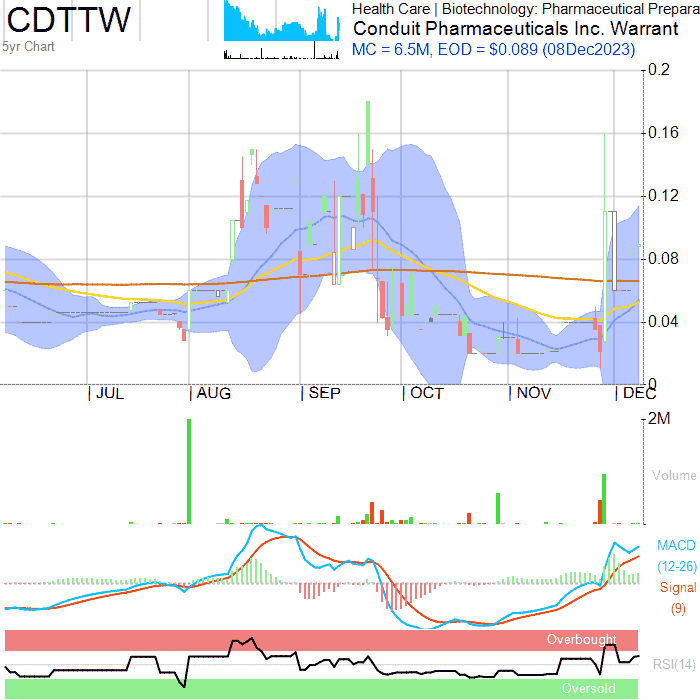 CDTTW
5yr Chart
Health Care | Biotechnology: Pharmaceutical Prepara
Conduit Pharmaceuticals Inc. Warrant
MC = 6.5M, EOD = $0.089 (08Dec2023)
0.2
0.16
0.12
0.08
0.04
0
JUL AUG SEP OCT NOV DEC
2M
Volume
MACD
(12-26)
Signal
(9)
Overbought
RSI(14)
Oversold